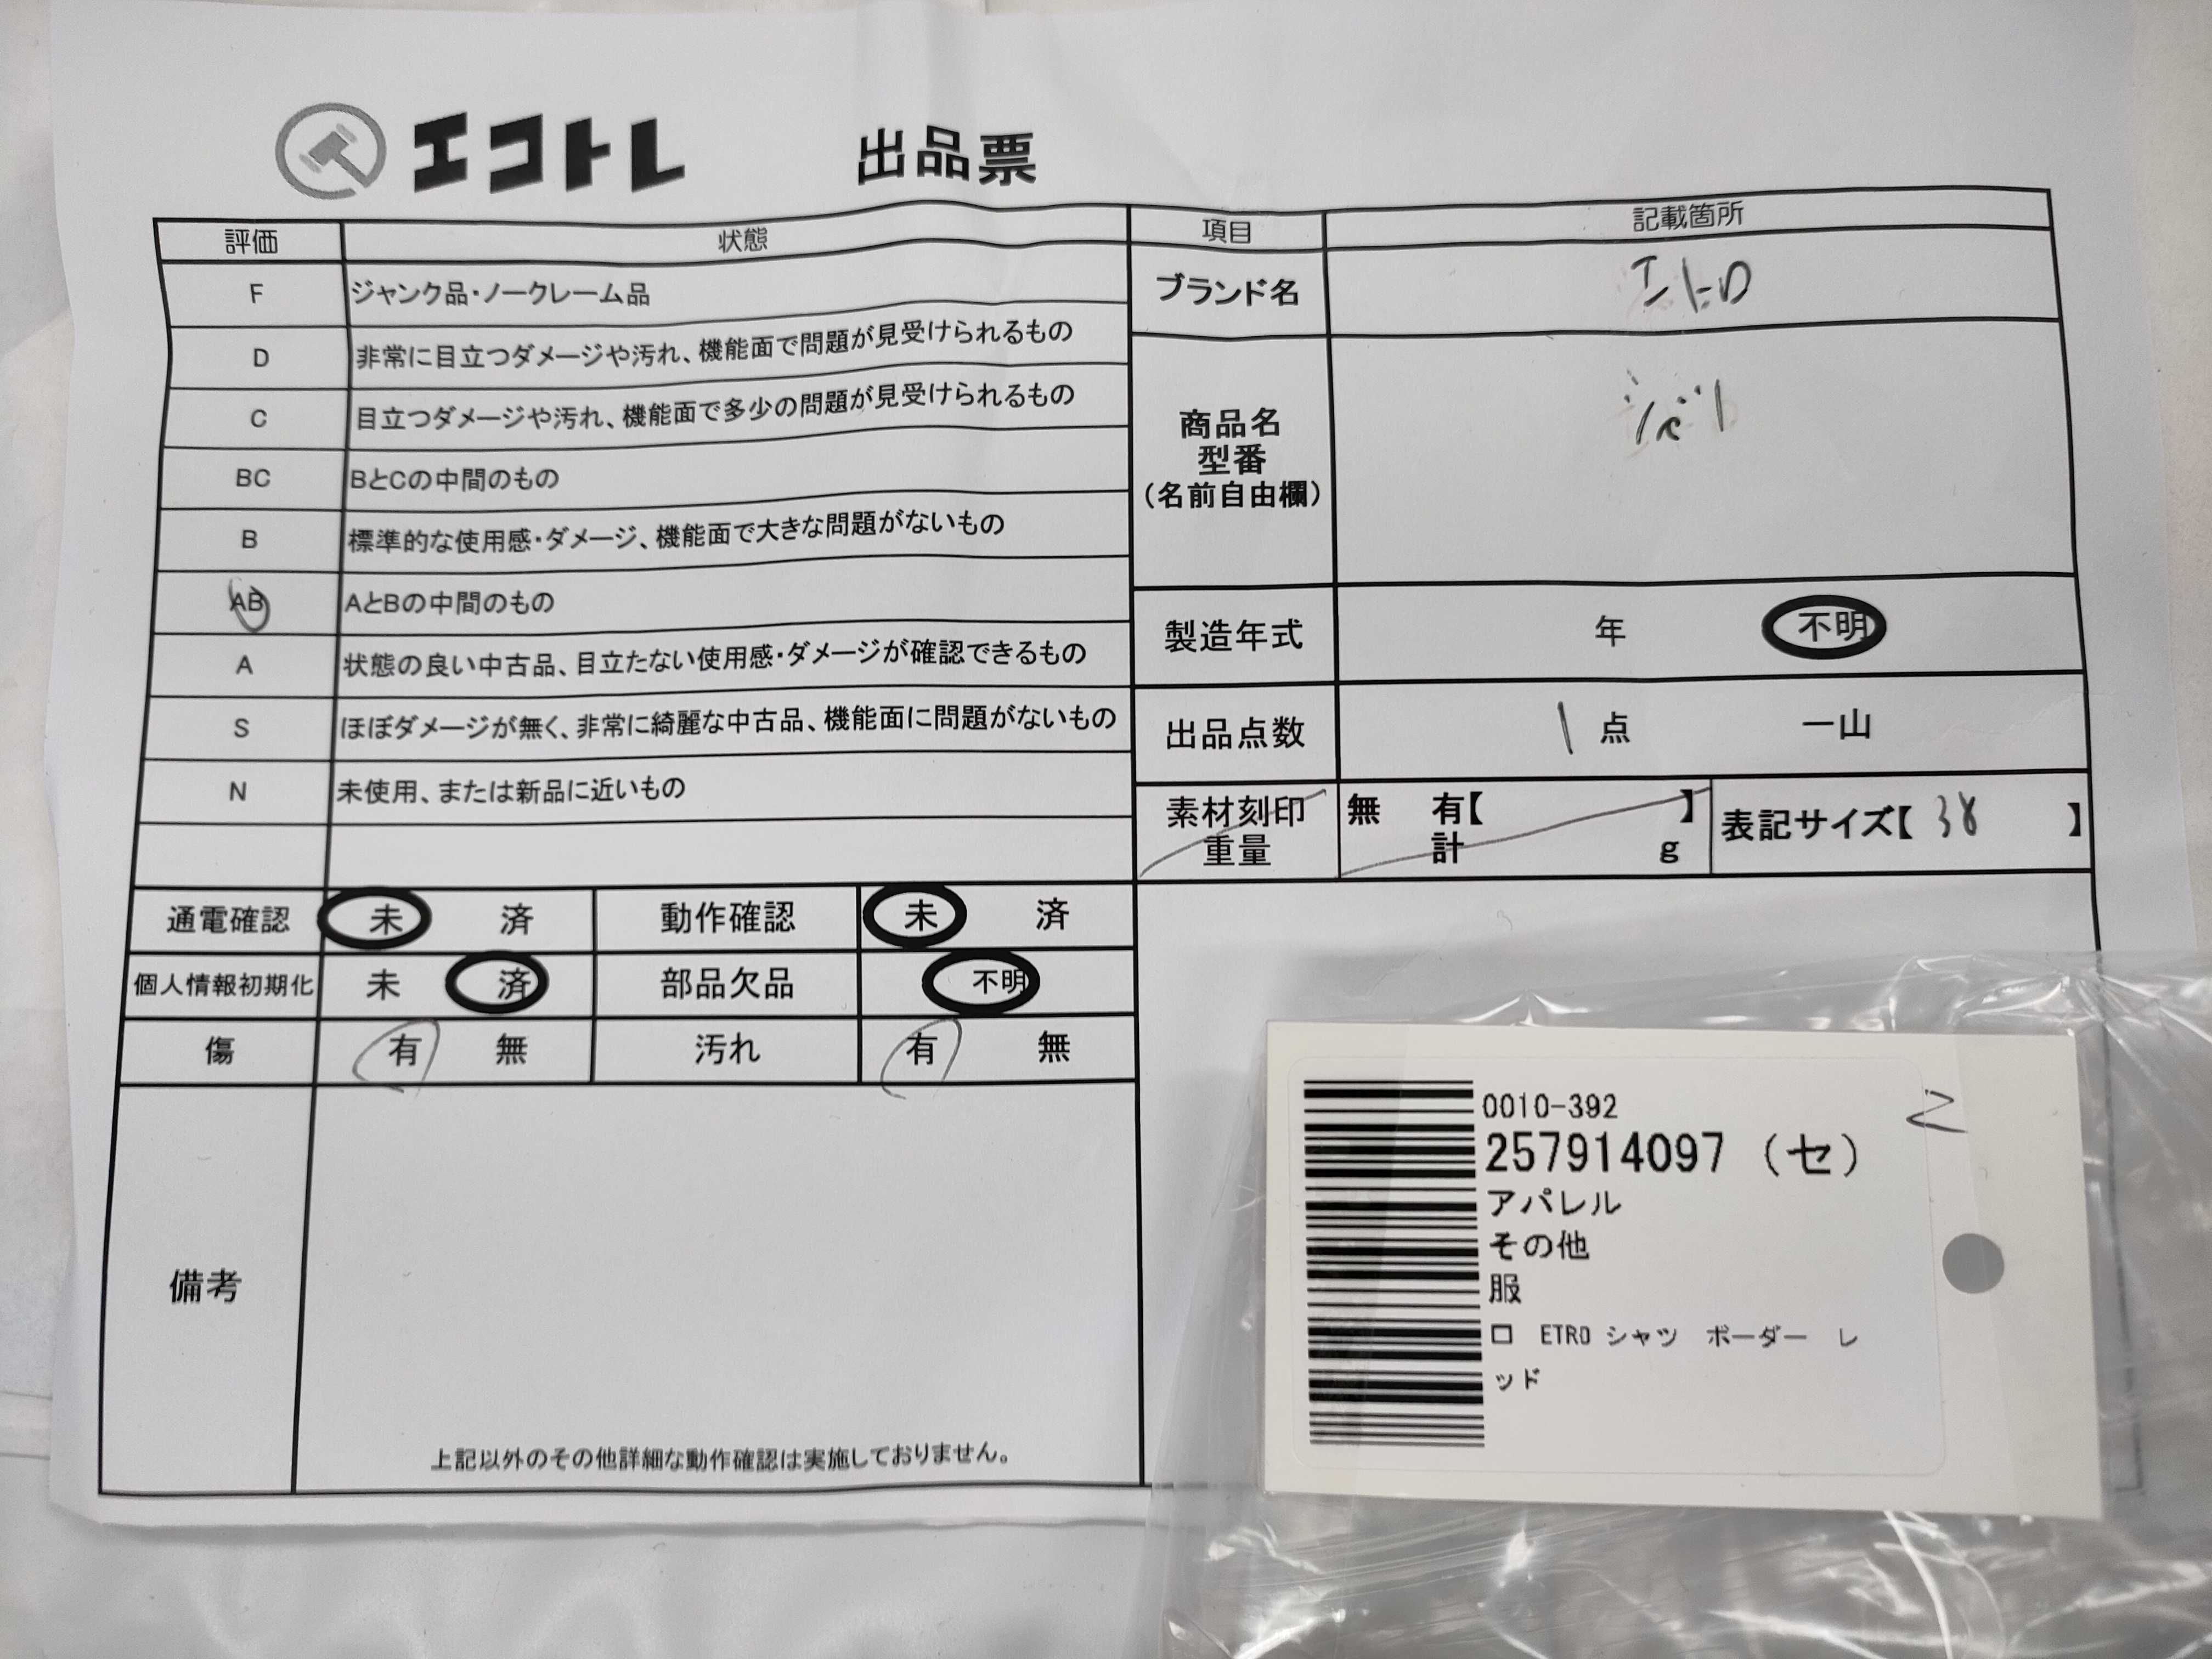 エコトレ 出品票
評価 状態
F ジャンク品・ノークレーム品
D 非常に目立つダメージや汚れ、機能面で問題が見受けられるもの
C 目立つダメージや汚れ、機能面で多少の問題が見受けられるもの
BC BとCの中間のもの
B 標準的な使用感・ダメージ、機能面で大きな問題がないもの
AB AとBの中間のもの
A 状態の良い中古品、目立たない使用感・ダメージが確認できるもの
S ほぼダメージが無く、非常に綺麗な中古品、機能面に問題がないもの
N 未使用、または新品に近いもの
通電確認 未 済 動作確認 未 済
個人情報初期化 未 済 部品欠品 不明
傷 有 無 汚れ 有 無
備考
上記以外のその他詳細な動作確認は実施しておりません。
項目 記載箇所
ブランド名 エトロ
商品名
型番
(名前自由欄)
製造年式 年 不明
出品点数 1 点 一山
素材刻印 無 有【 】
重量 計 g
表記サイズ【 38 】
0010-392
2
257914097 (セ)
アパレル
その他
服
ロ ETRO シャツ ボーダー レ
ッド